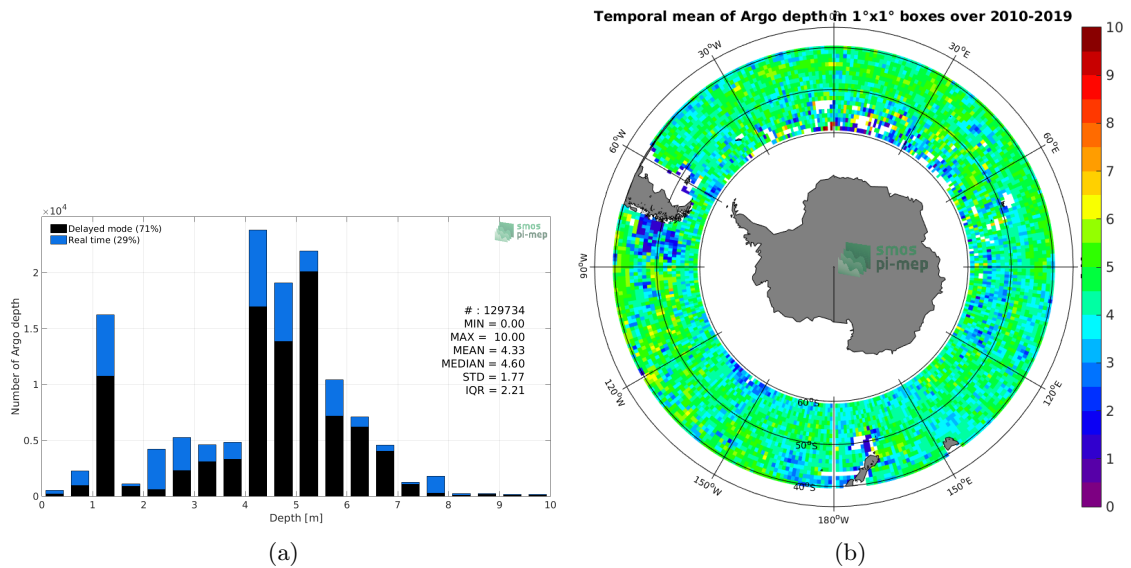 Temporal mean of Argo depth in 1°x1° boxes over 2010-2019
×10⁴
Delayed mode (71%)
Real time (29%)
smos
pi-mep
# : 129734
MIN = 0.00
MAX = 10.00
MEAN = 4.33
MEDIAN = 4.60
STD = 1.77
IQR = 2.21
Number of Argo depth
2
1.5
1
0.5
0
0 1 2 3 4 5 6 7 8 9 10
Depth [m]
(a)
30°W
30°E
60°W
60°E
90°W
120°W
120°E
150°W
150°E
180°W
60°S
50°S
40°S
smos
pi-mep
10
9
8
7
6
5
4
3
2
1
0
(b)